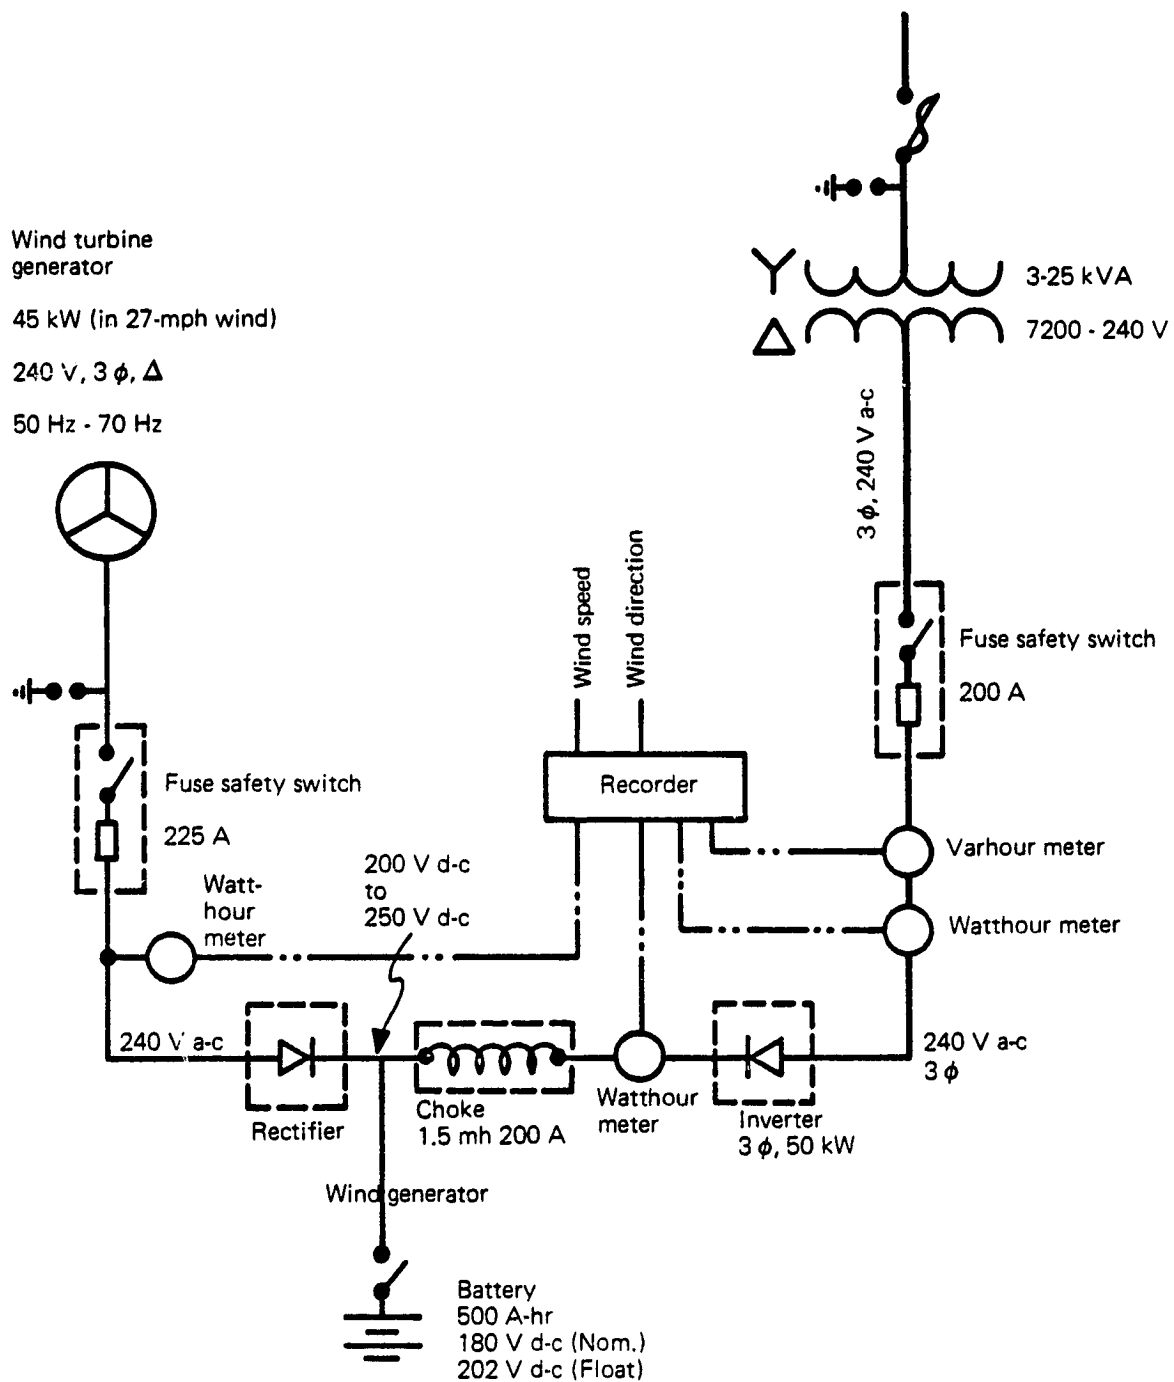 3-25 kVA
7200 - 240 V
Wind turbine
generator
45 kW (in 27-mph wind)
240 V, 3 ϕ, Δ
50 Hz - 70 Hz
3 ϕ, 240 V a-c
Wind speed
Wind direction
Fuse safety switch
200 A
Recorder
Fuse safety switch
225 A
Varhour meter
Watthour meter
200 V d-c
to
250 V d-c
Watt-
hour
meter
240 V a-c
Rectifier
Choke
1.5 mh 200 A
Watthour
meter
Inverter
3 ϕ, 50 kW
240 V a-c
3 ϕ
Wind generator
Battery
500 A-hr
180 V d-c (Nom.)
202 V d-c (Float)